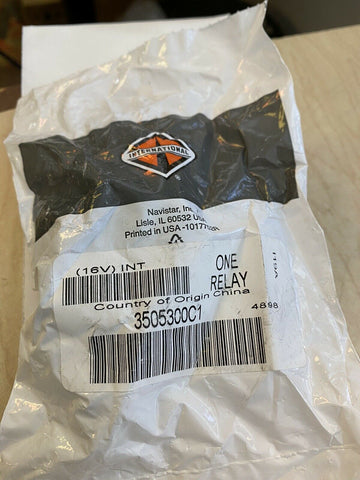 INTERNATIONAL
Navistar, Inc.
Lisle, IL 60532 USA
Printed in USA
(16V) INT
ONE
RELAY
Country of Origin China
3505300C1
4898